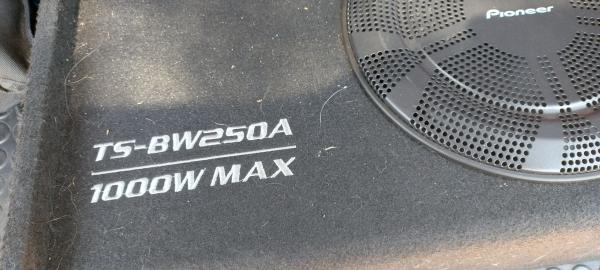 Pioneer
TS-BW250A
1000W MAX